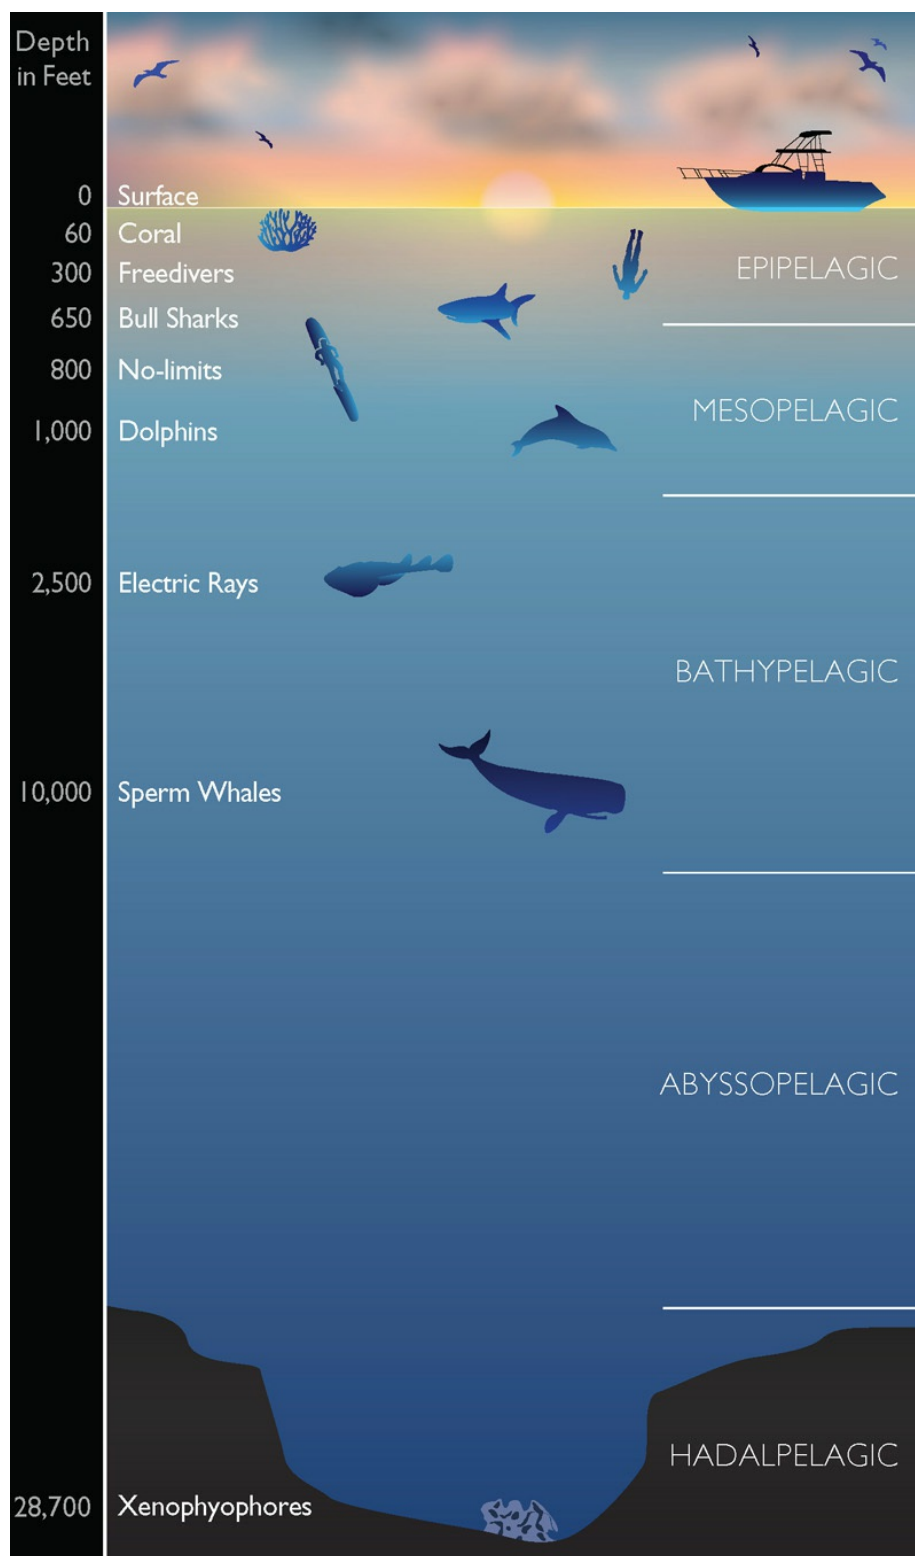 Depth
in Feet
0 Surface
60 Coral
300 Freedivers
EPIPELAGIC
650 Bull Sharks
800 No-limits
MESOPELAGIC
1,000 Dolphins
2,500 Electric Rays
BATHYPELAGIC
10,000 Sperm Whales
ABYSSOPELAGIC
HADALPELAGIC
28,700 Xenophyophores